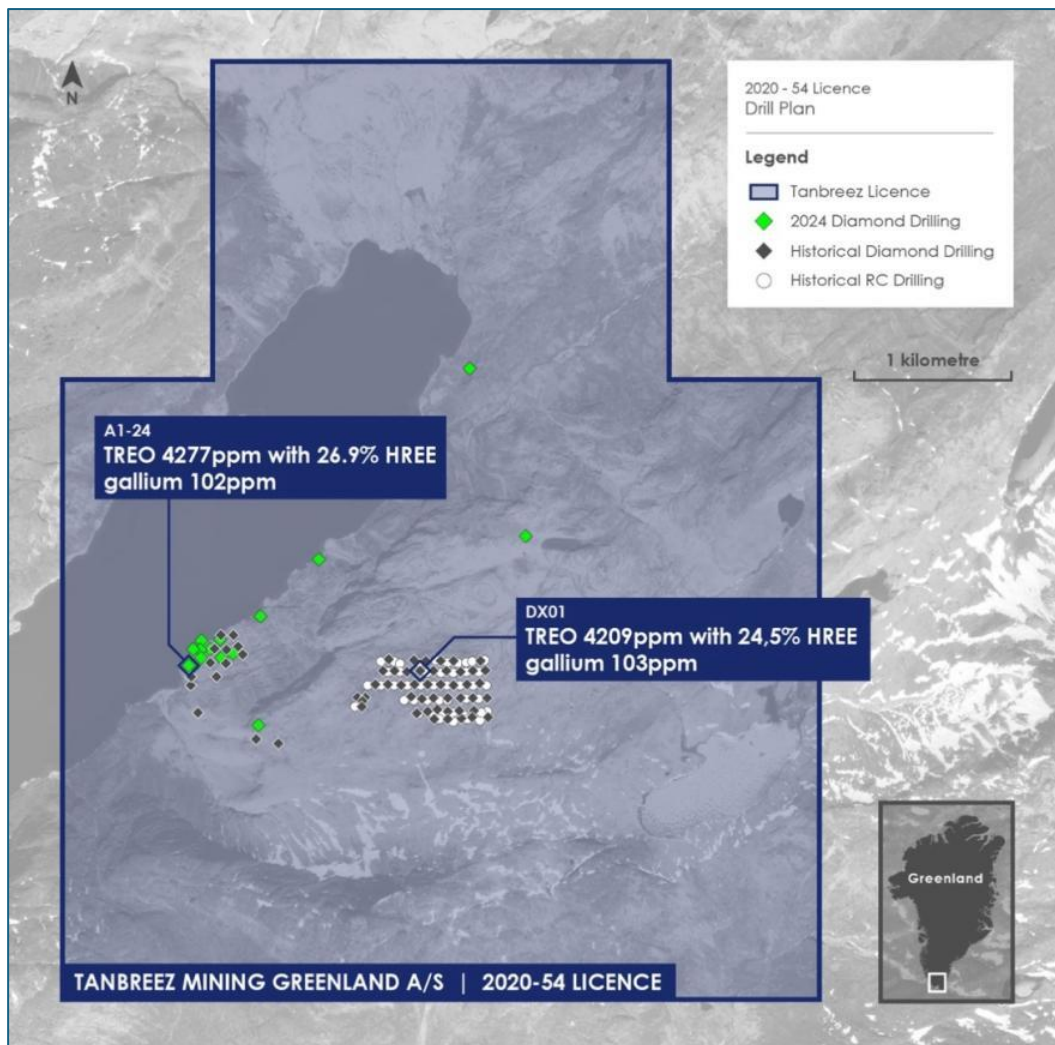 N
2020 - 54 Licence
Drill Plan
Legend
Tanbreez Licence
2024 Diamond Drilling
Historical Diamond Drilling
Historical RC Drilling
1 kilometre
A1-24
TREO 4277ppm with 26.9% HREE
gallium 102ppm
DX01
TREO 4209ppm with 24,5% HREE
gallium 103ppm
Greenland
TANBREEZ MINING GREENLAND A/S | 2020-54 LICENCE